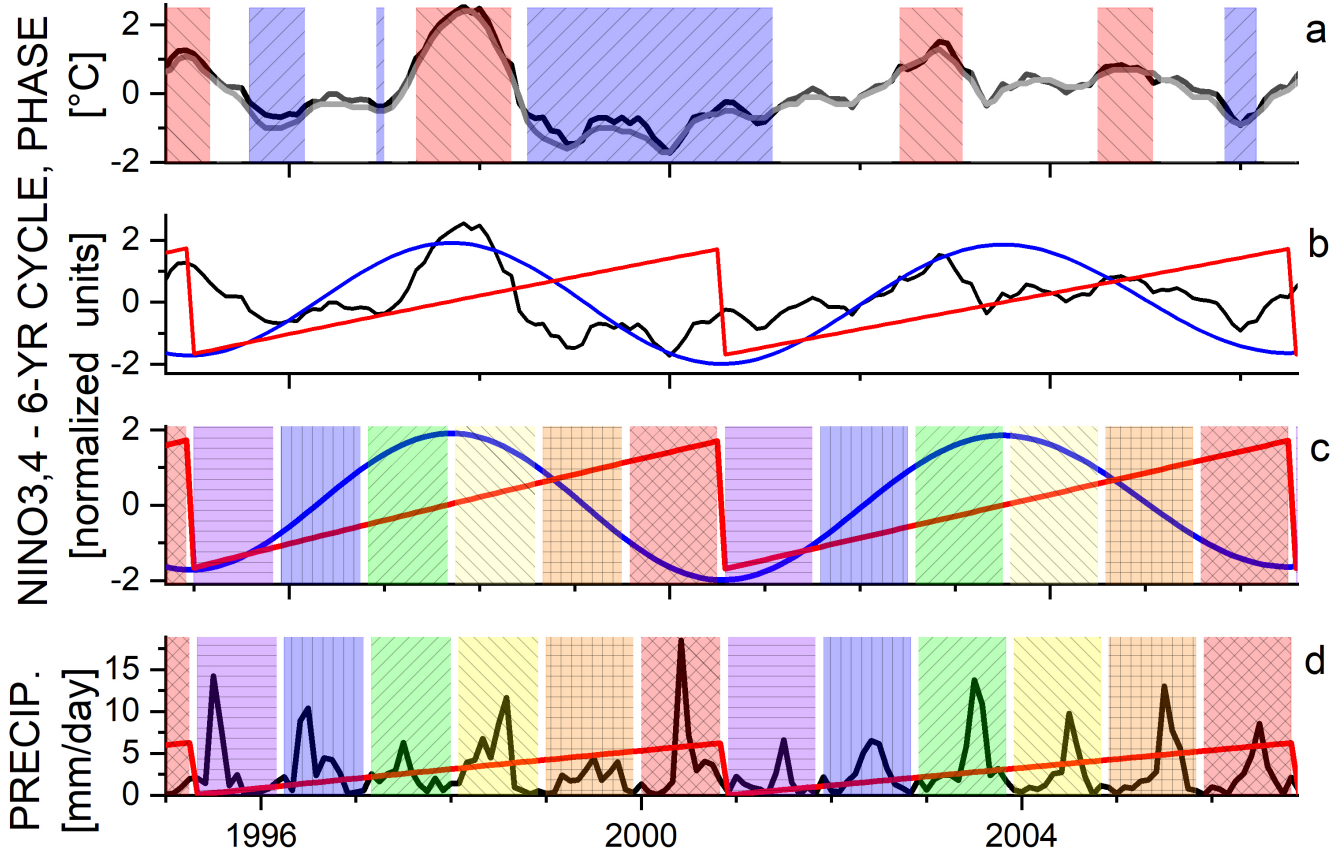 NINO3,4 - 6-YR CYCLE, PHASE
[°C]
2
0
-2
a
[normalized units]
2
0
-2
b
2
0
-2
c
PRECIP.
[mm/day]
15
10
5
0
d
1996
2000
2004